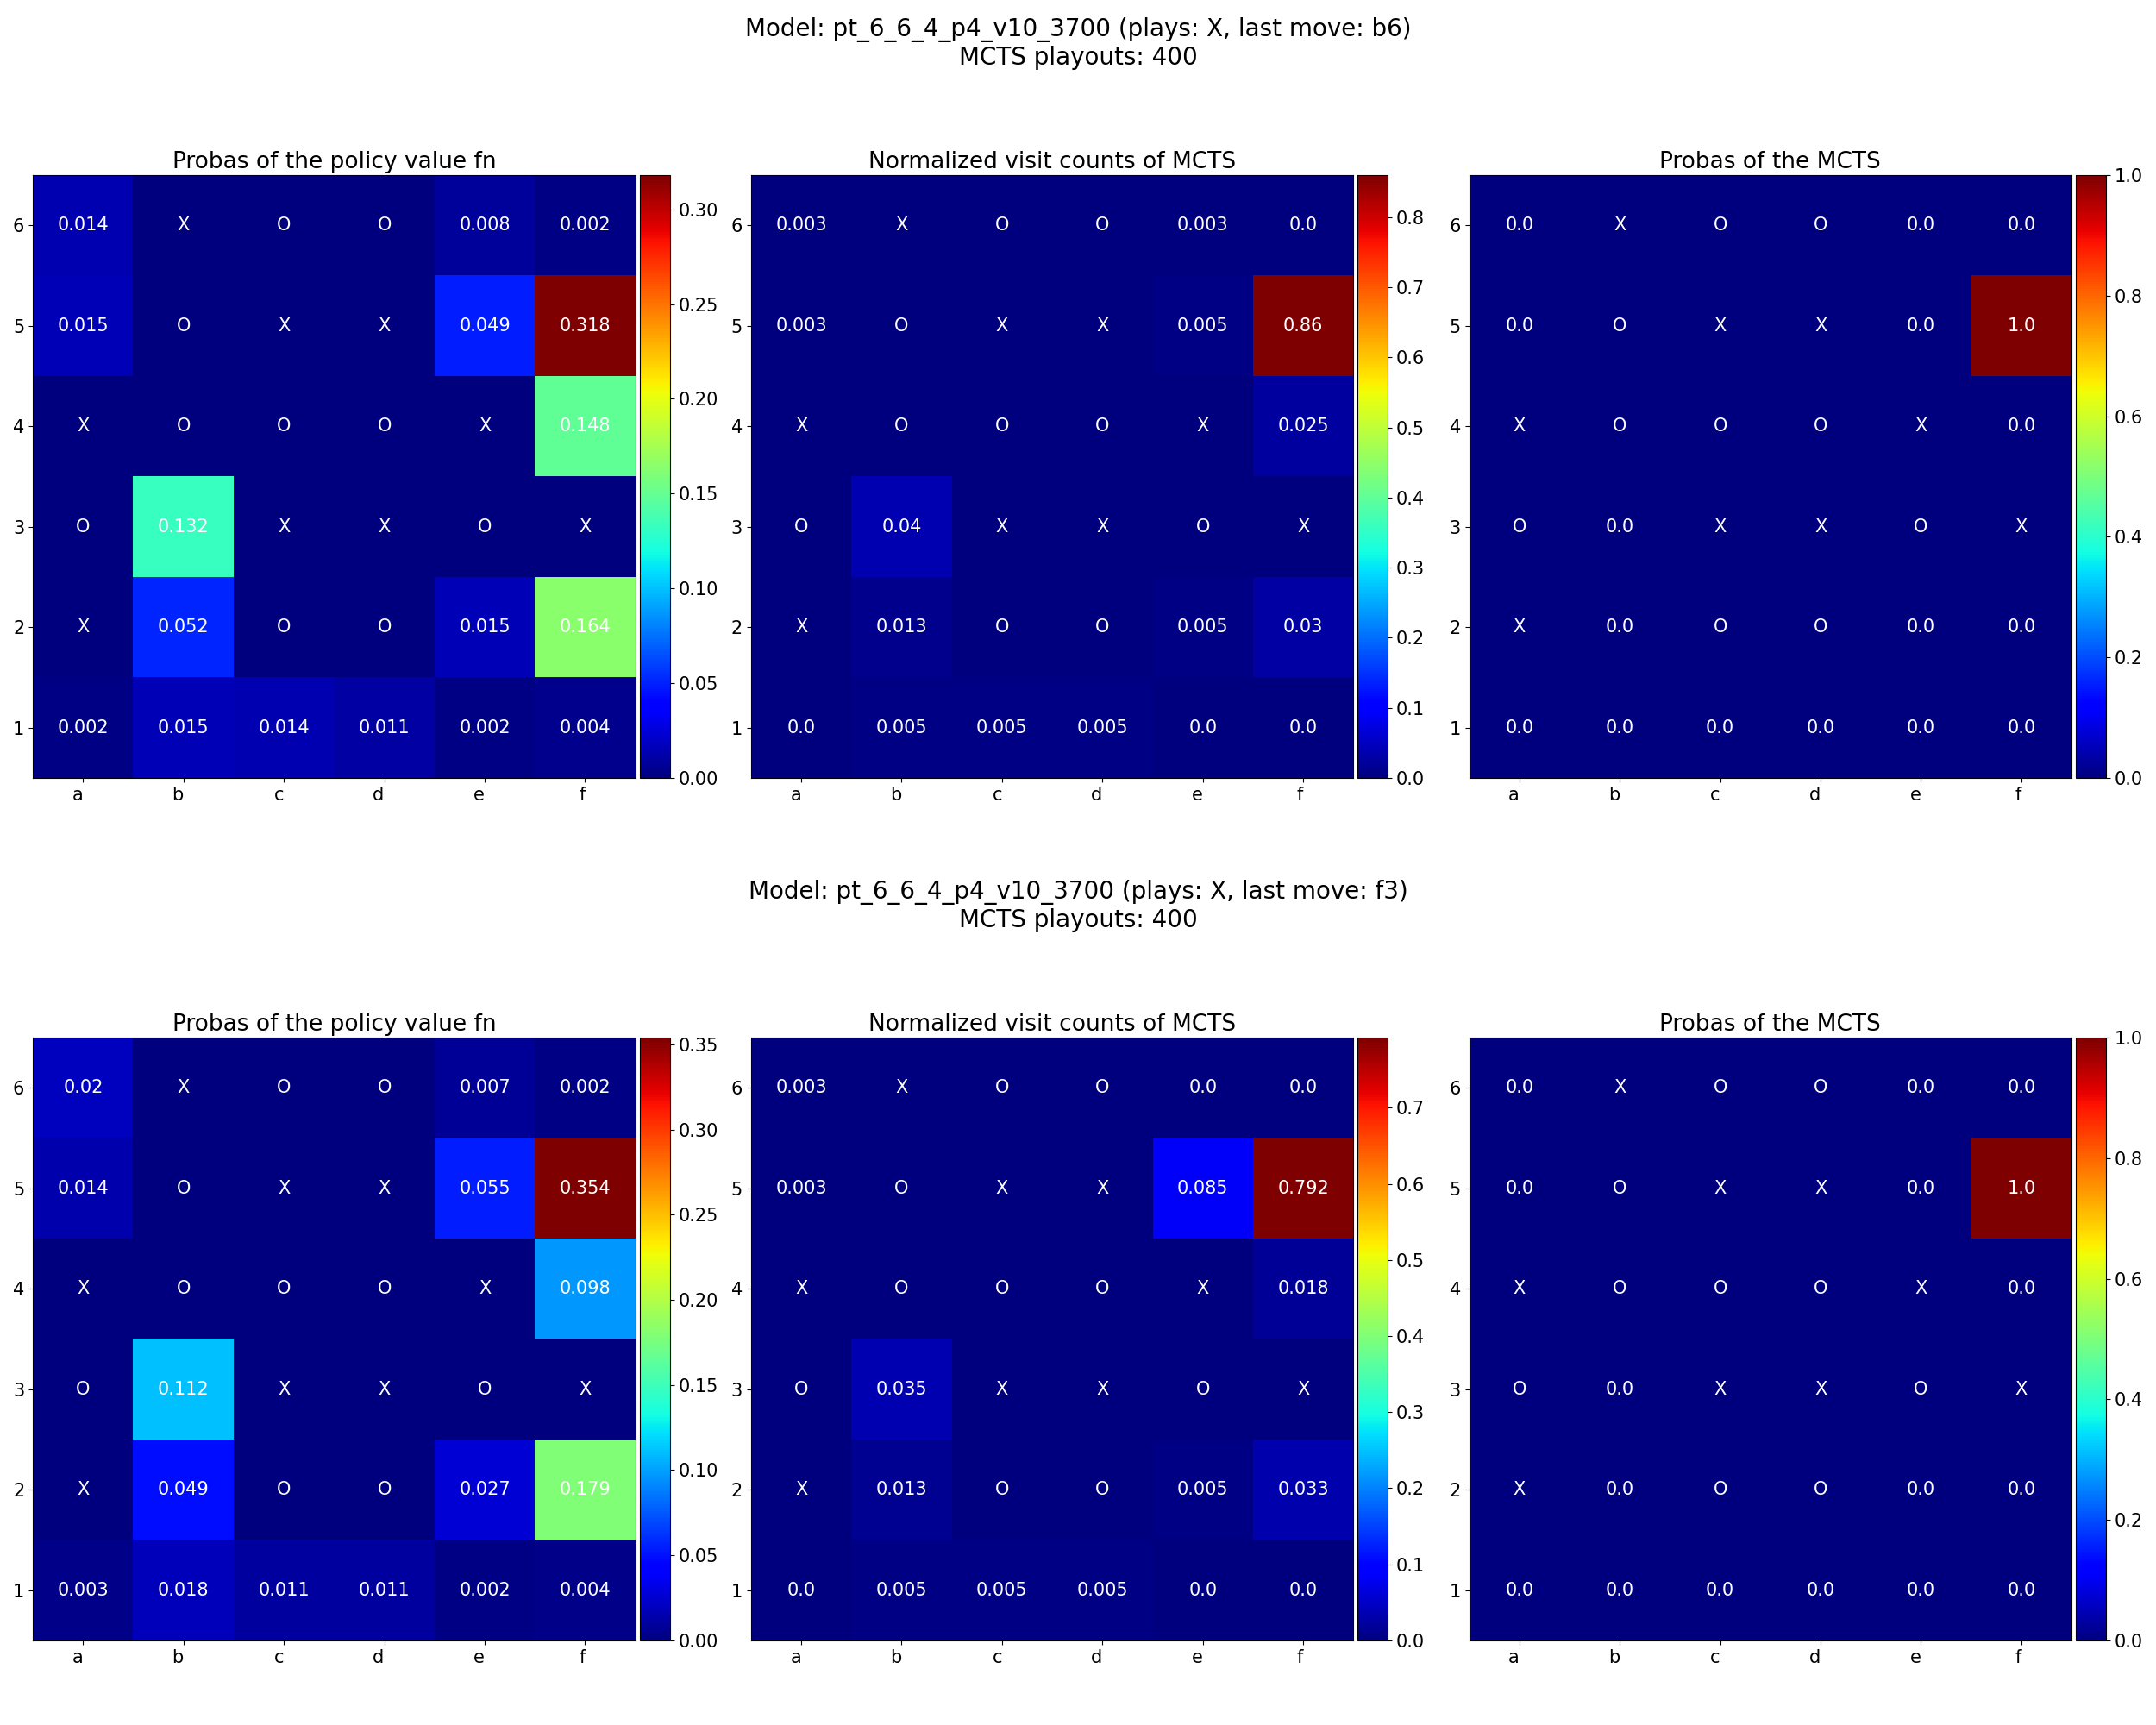 Model: pt_6_6_4_p4_v10_3700 (plays: X, last move: b6)
MCTS playouts: 400
Probas of the policy value fn
6 0.014 X O O 0.008 0.002
5 0.015 O X X 0.049 0.318
4 X O O O X 0.148
3 O 0.132 X X O X
2 X 0.052 O O 0.015 0.164
1 0.002 0.015 0.014 0.011 0.002 0.004
a b c d e f
0.30
0.25
0.20
0.15
0.10
0.05
0.00
Normalized visit counts of MCTS
6 0.003 X O O 0.003 0.0
5 0.003 O X X 0.005 0.86
4 X O O O X 0.025
3 O 0.04 X X O X
2 X 0.013 O O 0.005 0.03
1 0.0 0.005 0.005 0.005 0.0 0.0
a b c d e f
0.8
0.7
0.6
0.5
0.4
0.3
0.2
0.1
0.0
Probas of the MCTS
0.0 X O O 0.0 0.0
0.0 O X X 0.0 1.0
X O O O X 0.0
O 0.0 X X O X
X 0.0 O O 0.0 0.0
0.0 0.0 0.0 0.0 0.0 0.0
a b c d e f
1.0
0.8
0.6
0.4
0.2
0.0
Model: pt_6_6_4_p4_v10_3700 (plays: X, last move: f3)
MCTS playouts: 400
Probas of the policy value fn
6 0.02 X O O 0.007 0.002
5 0.014 O X X 0.055 0.354
4 X O O O X 0.098
3 O 0.112 X X O X
2 X 0.049 O O 0.027 0.179
1 0.003 0.018 0.011 0.011 0.002 0.004
a b c d e f
0.35
0.30
0.25
0.20
0.15
0.10
0.05
0.00
Normalized visit counts of MCTS
6 0.003 X O O 0.0 0.0
5 0.003 O X X 0.085 0.792
4 X O O O X 0.018
3 O 0.035 X X O X
2 X 0.013 O O 0.005 0.033
1 0.0 0.005 0.005 0.005 0.0 0.0
a b c d e f
0.7
0.6
0.5
0.4
0.3
0.2
0.1
0.0
Probas of the MCTS
0.0 X O O 0.0 0.0
0.0 O X X 0.0 1.0
X O O O X 0.0
O 0.0 X X O X
X 0.0 O O 0.0 0.0
0.0 0.0 0.0 0.0 0.0 0.0
a b c d e f
1.0
0.8
0.6
0.4
0.2
0.0